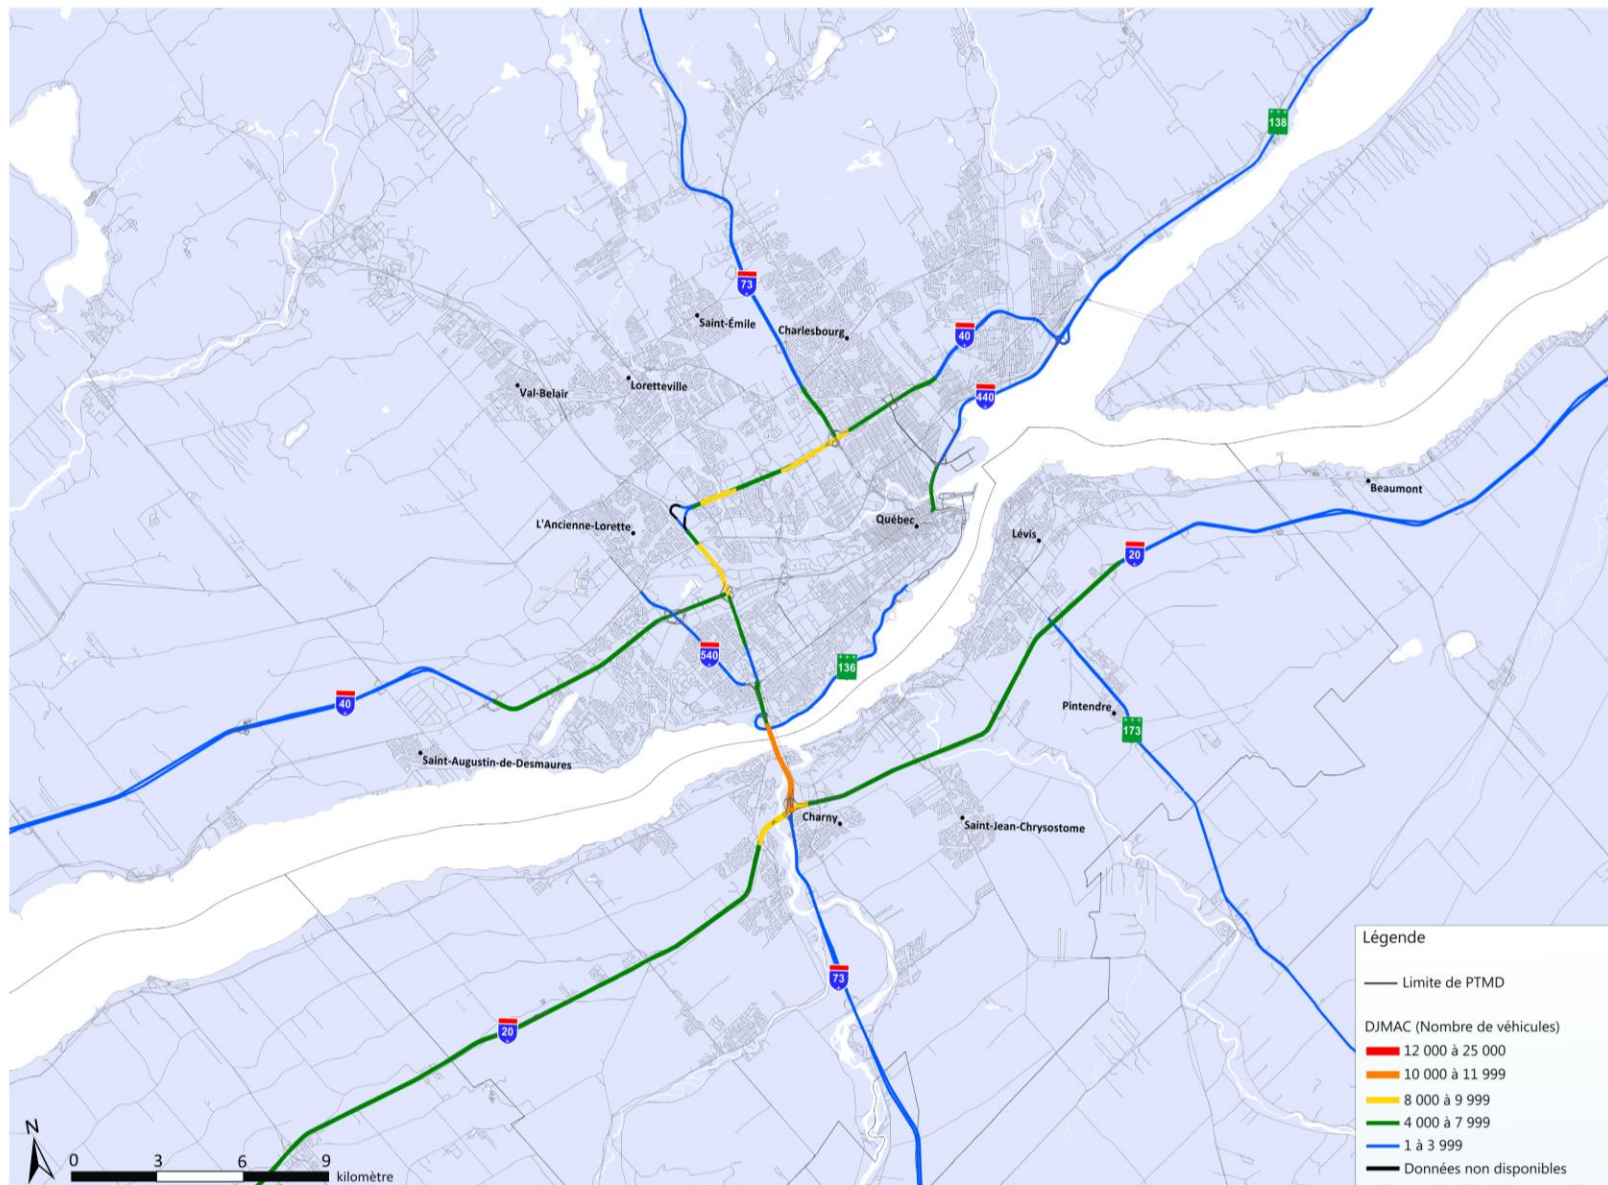 138
73
Saint-Émile
Charlesbourg
40
Val-Belair
Loretteville
440
L'Ancienne-Lorette
Québec
Lévis
Beaumont
20
540
136
40
Pintendre
173
Saint-Augustin-de-Desmaures
Charny
Saint-Jean-Chrysostome
73
20
Légende
Limite de PTMD
DJMAC (Nombre de véhicules)
12 000 à 25 000
10 000 à 11 999
8 000 à 9 999
4 000 à 7 999
1 à 3 999
Données non disponibles
N
0 3 6 9
kilomètre